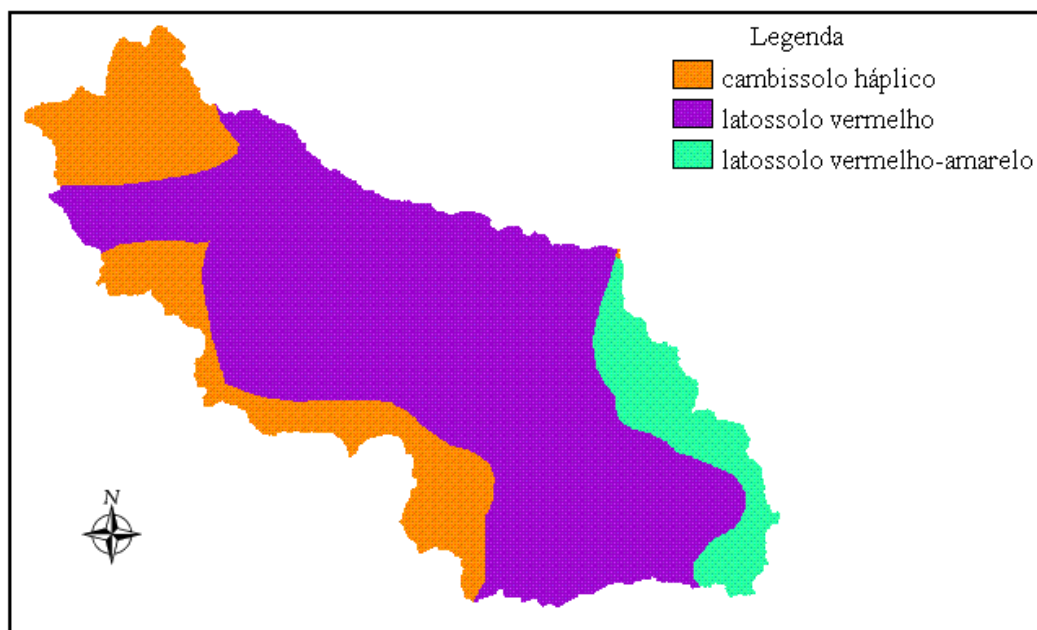 Legenda
cambissolo háplico
latossolo vermelho
latossolo vermelho-amarelo
N